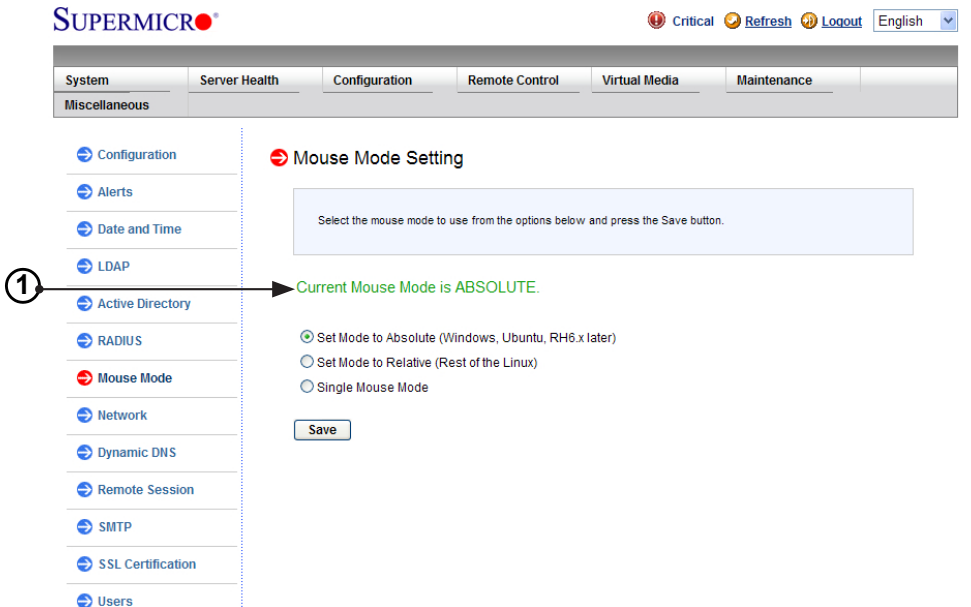 SUPERMICRO
Critical Refresh Logout English
System Server Health Configuration Remote Control Virtual Media Maintenance
Miscellaneous
Configuration
Alerts
Date and Time
LDAP
Active Directory
RADIUS
Mouse Mode
Network
Dynamic DNS
Remote Session
SMTP
SSL Certification
Users
1
Mouse Mode Setting
Select the mouse mode to use from the options below and press the Save button.
Current Mouse Mode is ABSOLUTE.
Set Mode to Absolute (Windows, Ubuntu, RH6.x later)
Set Mode to Relative (Rest of the Linux)
Single Mouse Mode
Save